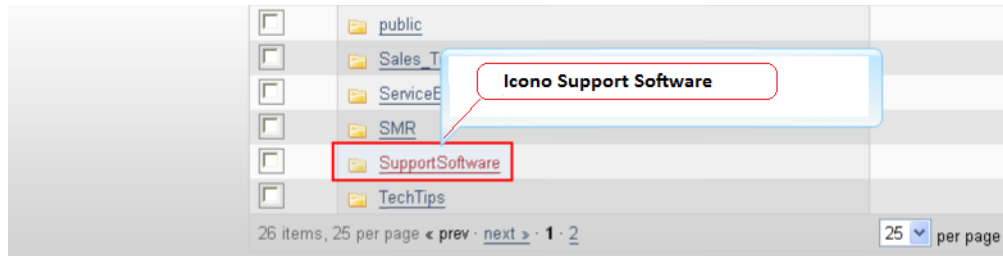 public
Sales_T
Icono Support Software
ServiceE
SMR
SupportSoftware
TechTips
26 items, 25 per page « prev · next » · 1 · 2
25 per page